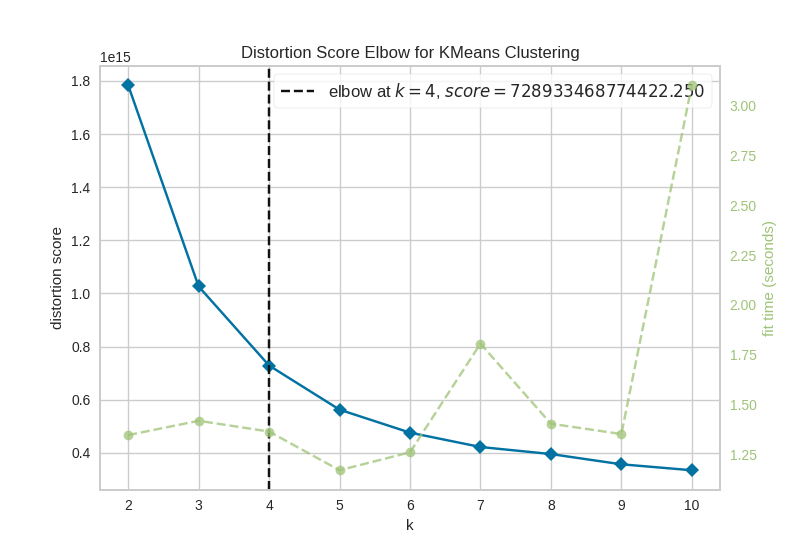 Distortion Score Elbow for KMeans Clustering
1e15
elbow at k = 4, score = 728933468774422.250
1.8
1.6
1.4
1.2
1.0
0.8
0.6
0.4
distortion score
3.00
2.75
2.50
2.25
2.00
1.75
1.50
1.25
fit time (seconds)
2 3 4 5 6 7 8 9 10
k